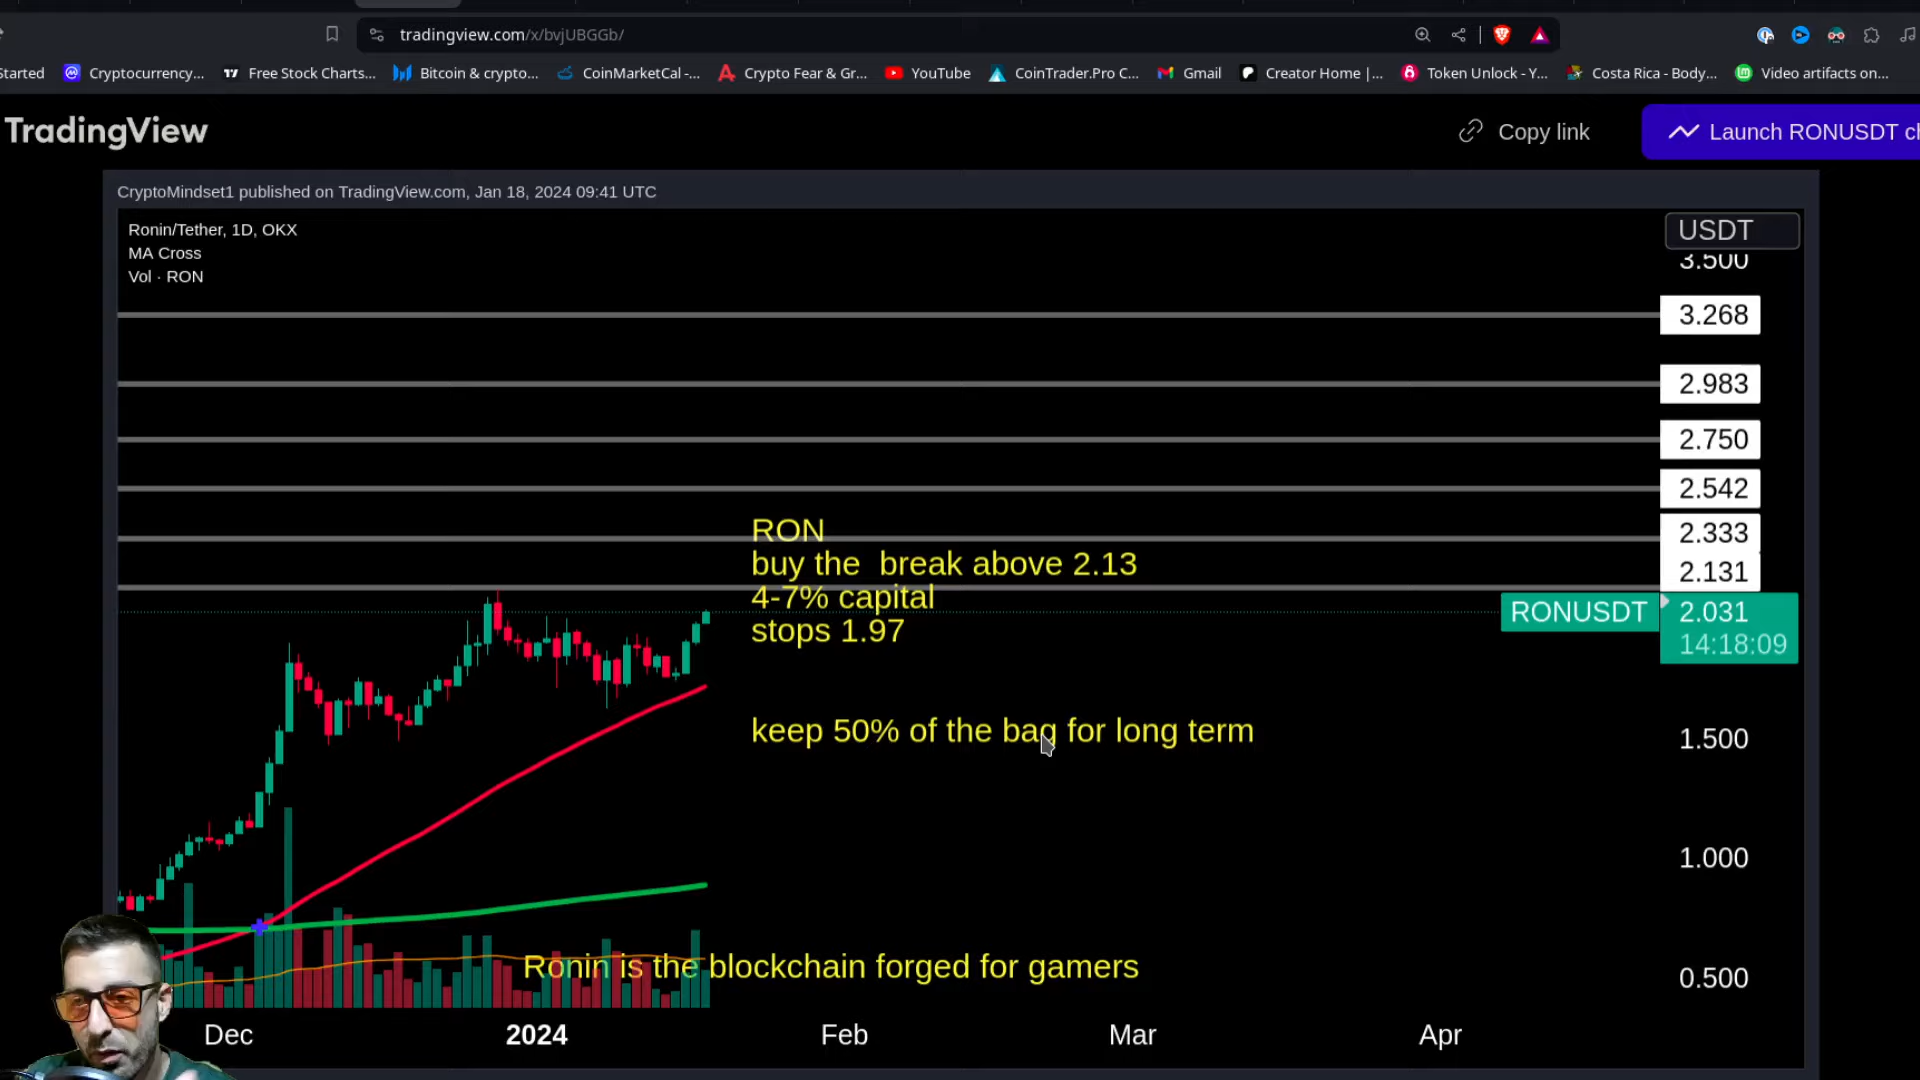 tradingview.com/x/bvjUBGGb/
Started
Cryptocurrency...
Free Stock Charts...
Bitcoin & crypto...
CoinMarketCal -...
Crypto Fear & Gr...
YouTube
CoinTrader.Pro C...
Gmail
Creator Home |...
Token Unlock - Y...
Costa Rica - Body...
Video artifacts on...
TradingView
Copy link
Launch RONUSDT ch
CryptoMindset1 published on TradingView.com, Jan 18, 2024 09:41 UTC
Ronin/Tether, 1D, OKX
MA Cross
Vol · RON
USDT
3.500
3.268
2.983
2.750
2.542
2.333
2.131
RONUSDT 2.031
14:18:09
1.500
1.000
0.500
RON
buy the break above 2.13
4-7% capital
stops 1.97
keep 50% of the bag for long term
Ronin is the blockchain forged for gamers
Dec 2024 Feb Mar Apr